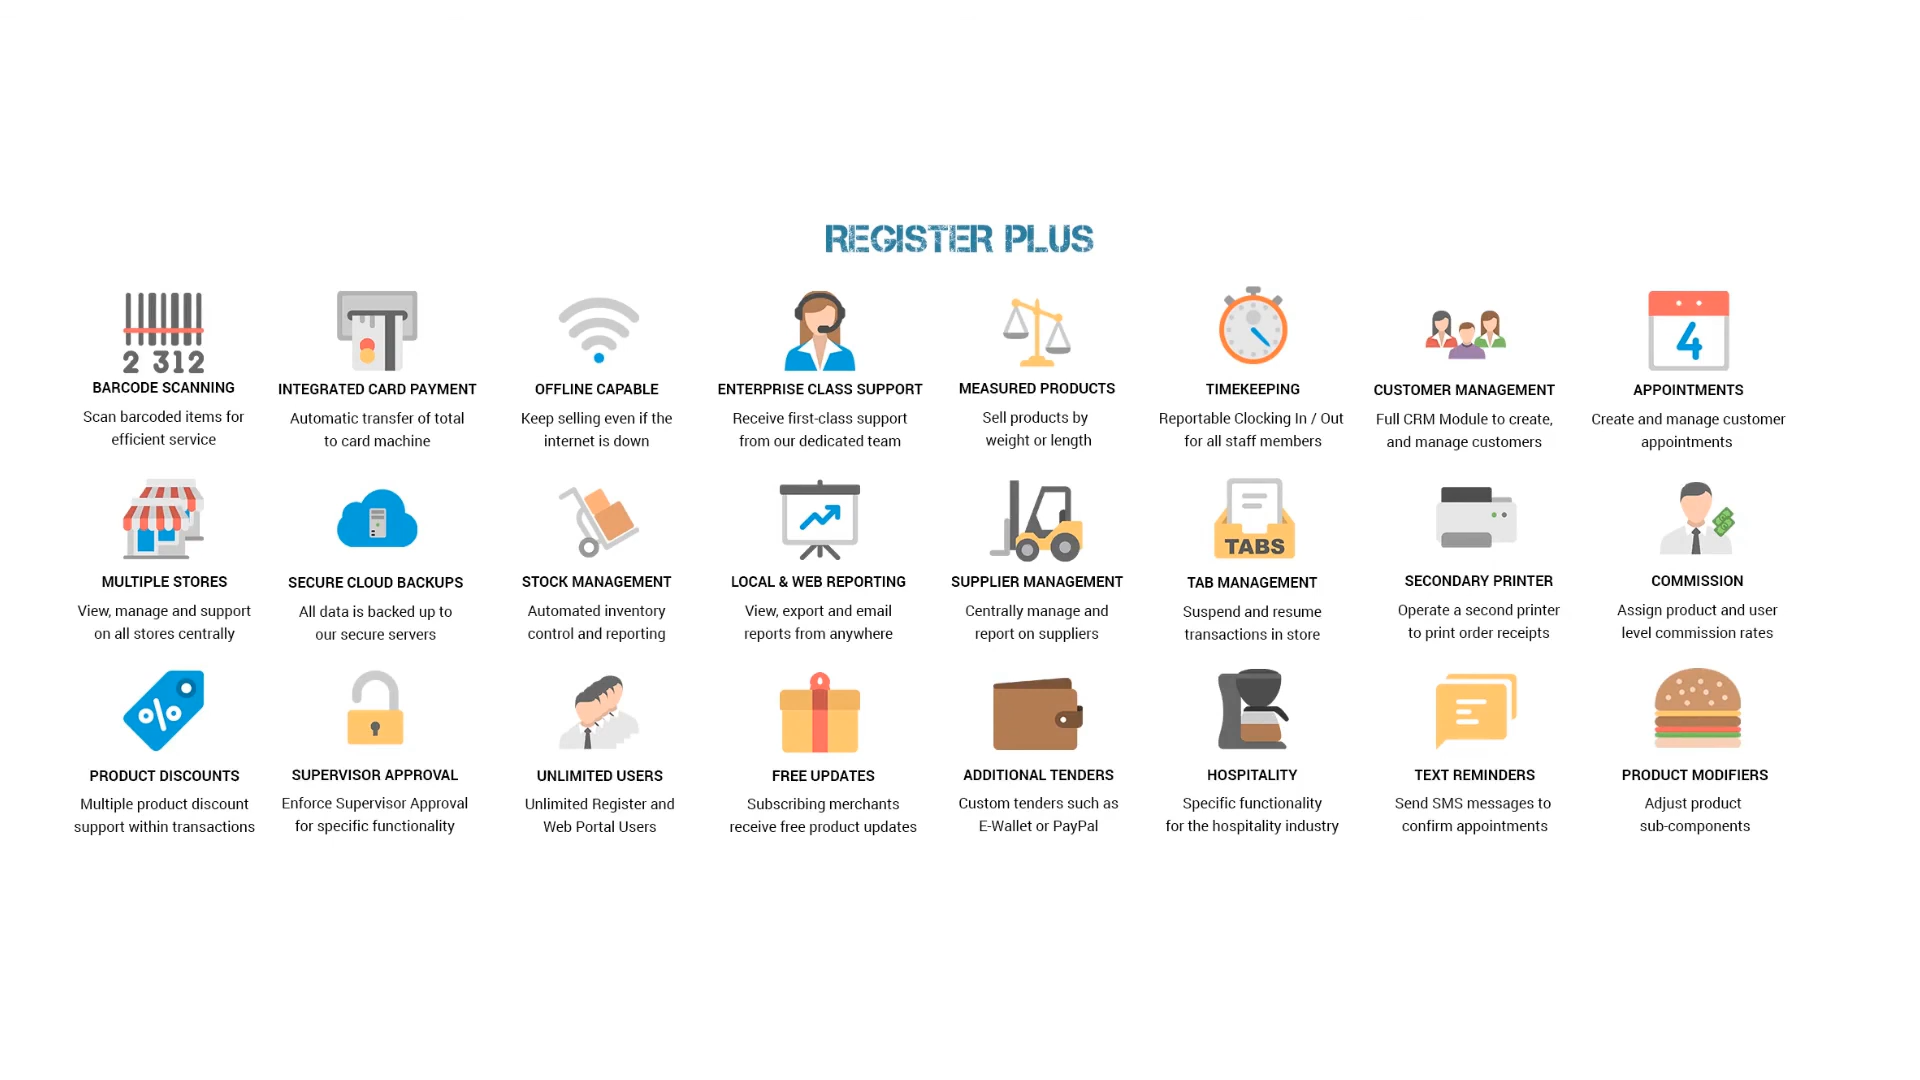 REGISTER PLUS
2 312
BARCODE SCANNING
Scan barcoded items for
efficient service
INTEGRATED CARD PAYMENT
Automatic transfer of total
to card machine
OFFLINE CAPABLE
Keep selling even if the
internet is down
ENTERPRISE CLASS SUPPORT
Receive first-class support
from our dedicated team
MEASURED PRODUCTS
Sell products by
weight or length
TIMEKEEPING
Reportable Clocking In / Out
for all staff members
CUSTOMER MANAGEMENT
Full CRM Module to create,
and manage customers
4
APPOINTMENTS
Create and manage customer
appointments
MULTIPLE STORES
View, manage and support
on all stores centrally
SECURE CLOUD BACKUPS
All data is backed up to
our secure servers
STOCK MANAGEMENT
Automated inventory
control and reporting
LOCAL & WEB REPORTING
View, export and email
reports from anywhere
SUPPLIER MANAGEMENT
Centrally manage and
report on suppliers
TABS
TAB MANAGEMENT
Suspend and resume
transactions in store
SECONDARY PRINTER
Operate a second printer
to print order receipts
COMMISSION
Assign product and user
level commission rates
%
PRODUCT DISCOUNTS
Multiple product discount
support within transactions
SUPERVISOR APPROVAL
Enforce Supervisor Approval
for specific functionality
UNLIMITED USERS
Unlimited Register and
Web Portal Users
FREE UPDATES
Subscribing merchants
receive free product updates
ADDITIONAL TENDERS
Custom tenders such as
E-Wallet or PayPal
HOSPITALITY
Specific functionality
for the hospitality industry
TEXT REMINDERS
Send SMS messages to
confirm appointments
PRODUCT MODIFIERS
Adjust product
sub-components